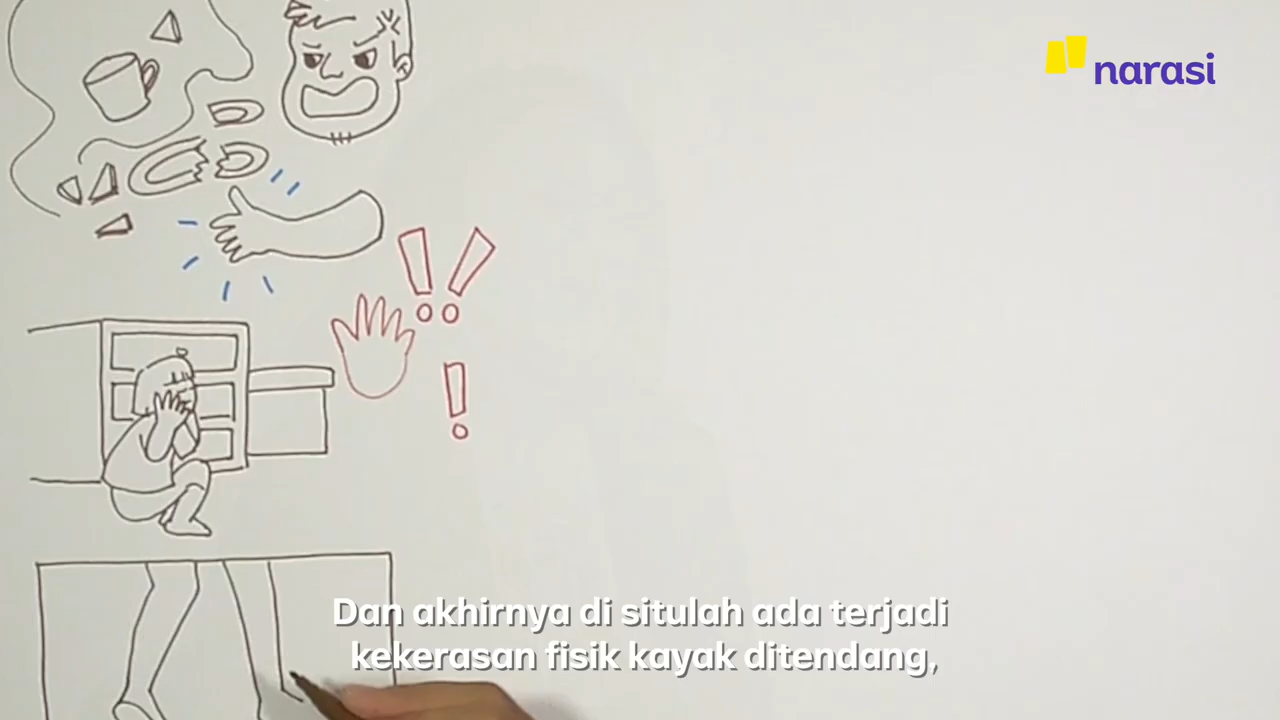 narasi
Dan akhirnya di situlah ada terjadi
kekerasan fisik kayak ditendang,